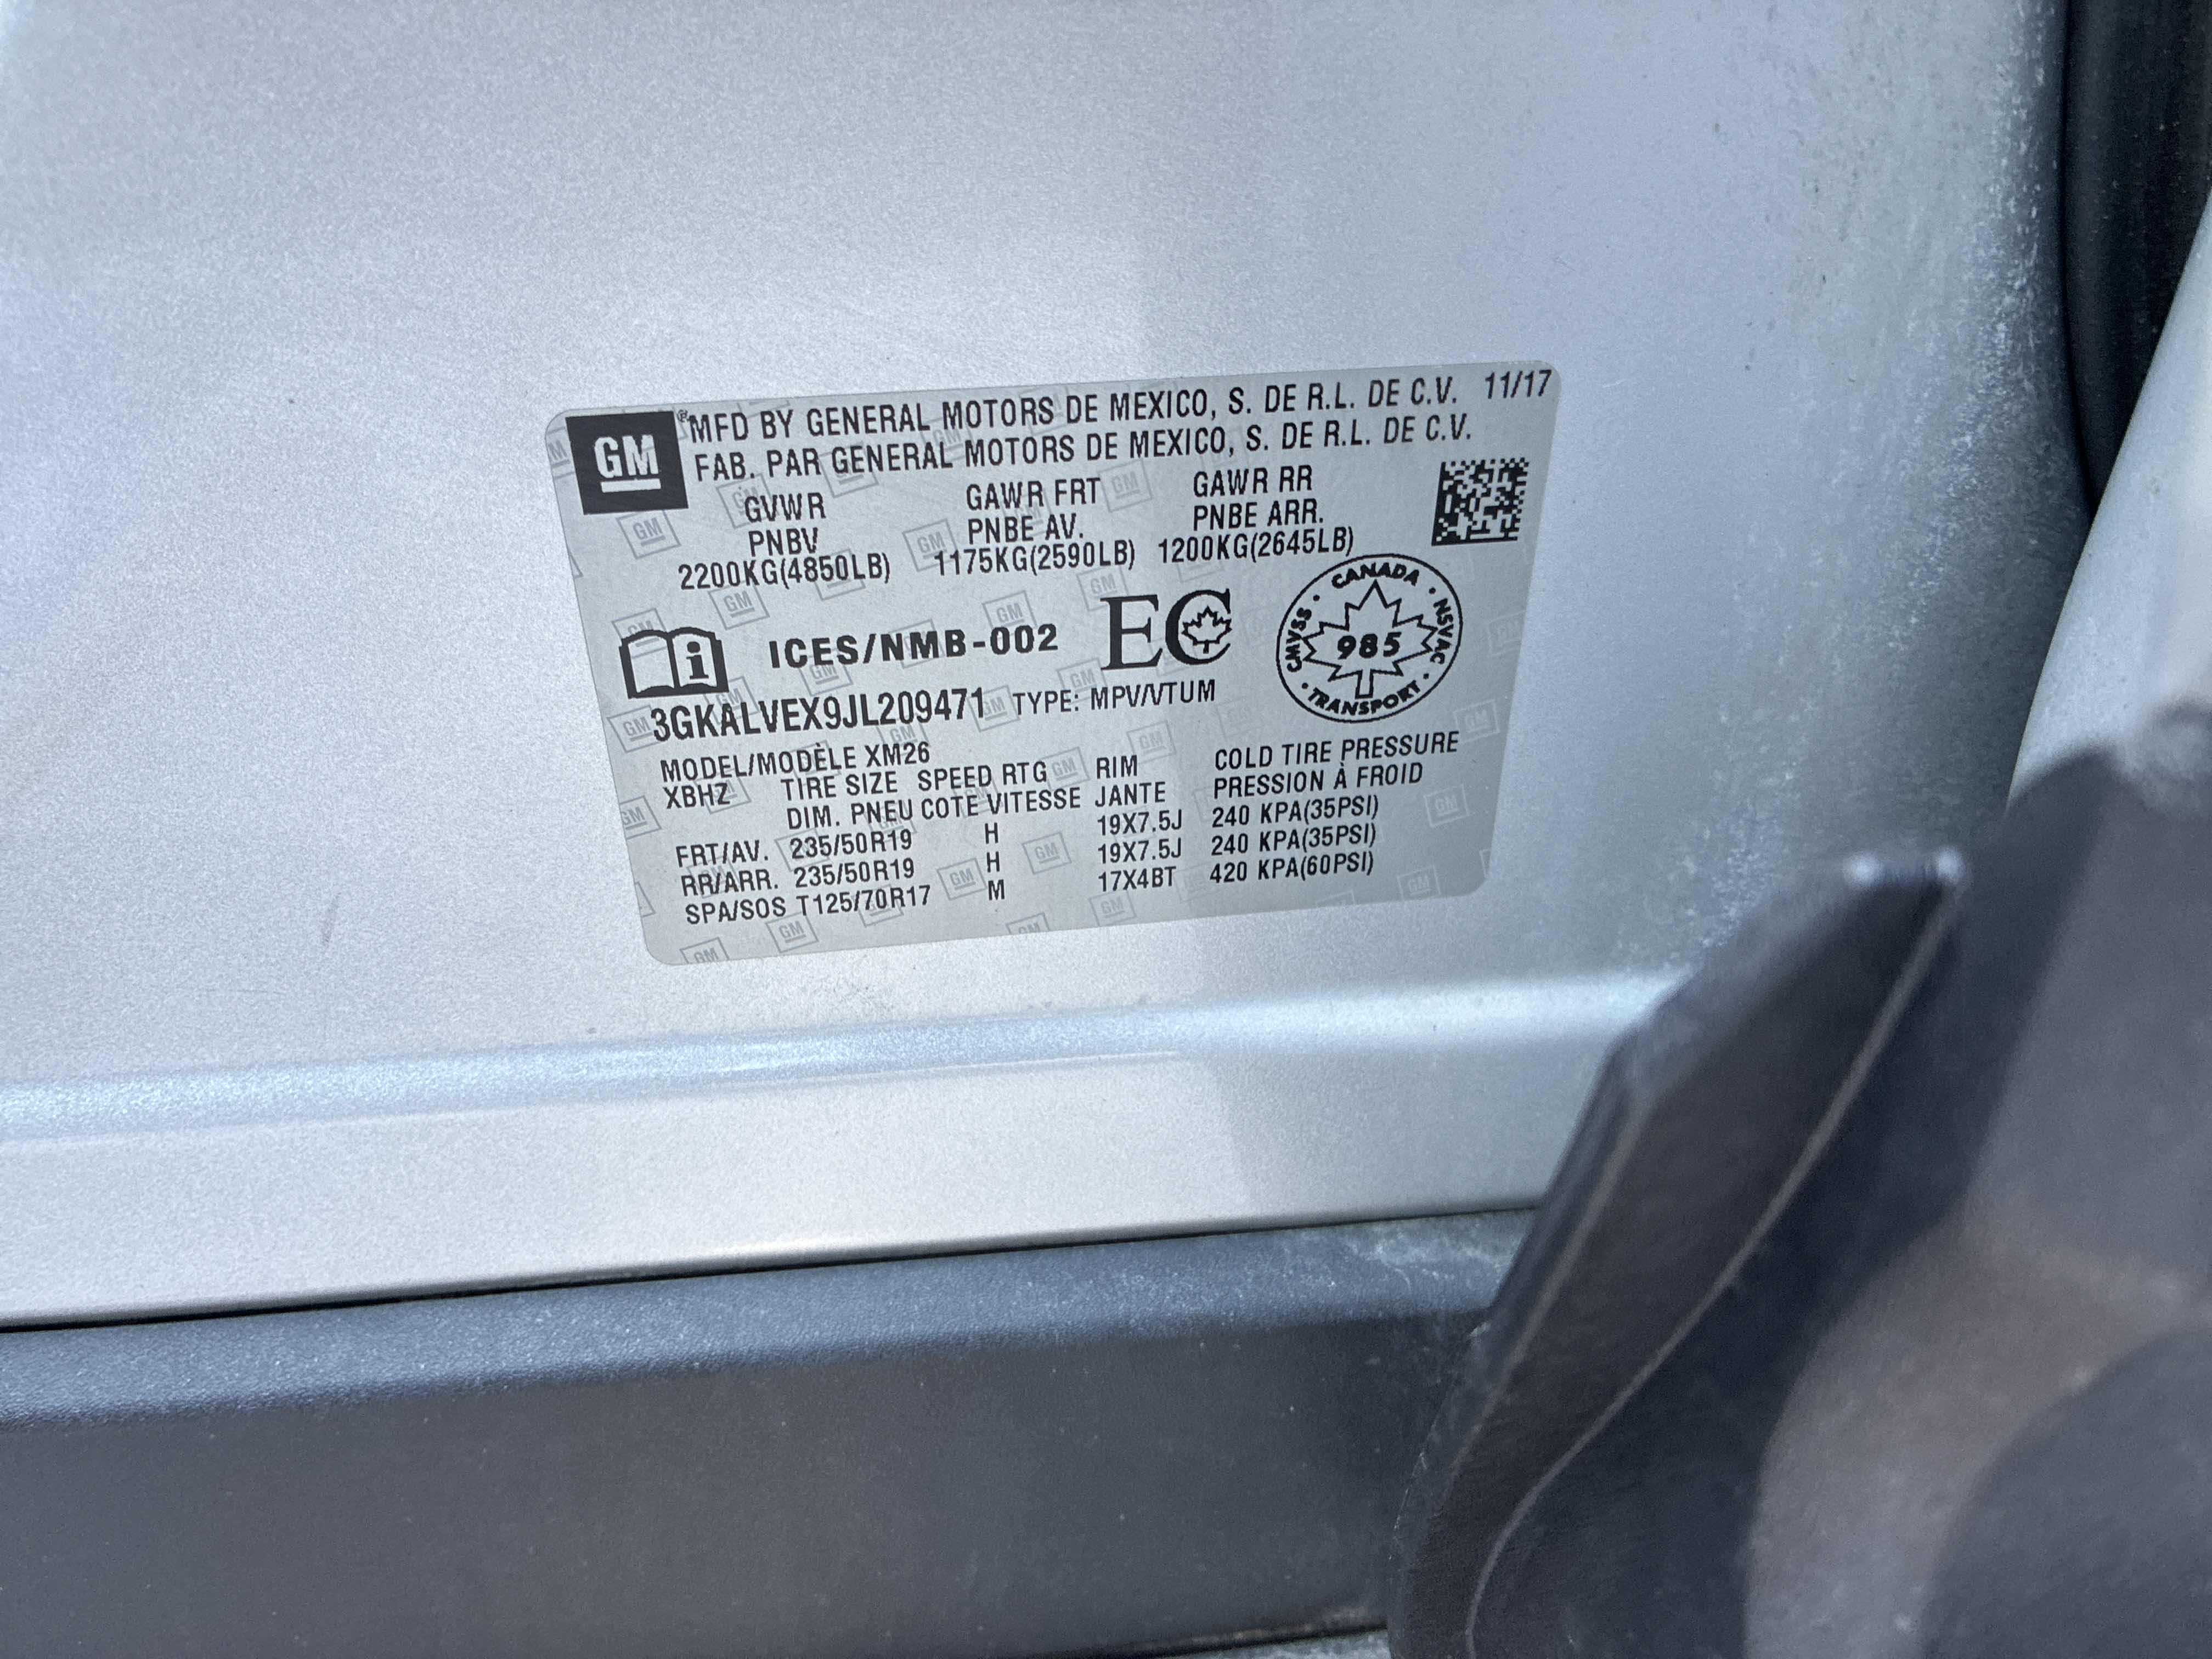 GM ® MFD BY GENERAL MOTORS DE MEXICO, S. DE R.L. DE C.V. 11/17
FAB. PAR GENERAL MOTORS DE MEXICO, S. DE R.L. DE C.V.
GVWR GAWR FRT GAWR RR
PNBV PNBE AV. PNBE ARR.
2200KG(4850LB) 1175KG(2590LB) 1200KG(2645LB)
ICES/NMB-002 EC CANADA CMVSS 985 NSVAC TRANSPORT
3GKALVEX9JL209471 TYPE: MPV/VTUM
MODEL/MODÈLE XM26
XBHZ TIRE SIZE SPEED RTG RIM COLD TIRE PRESSURE
DIM. PNEU COTE VITESSE JANTE PRESSION À FROID
FRT/AV. 235/50R19 H 19X7.5J 240 KPA(35PSI)
RR/ARR. 235/50R19 H 19X7.5J 240 KPA(35PSI)
SPA/SOS T125/70R17 M 17X4BT 420 KPA(60PSI)